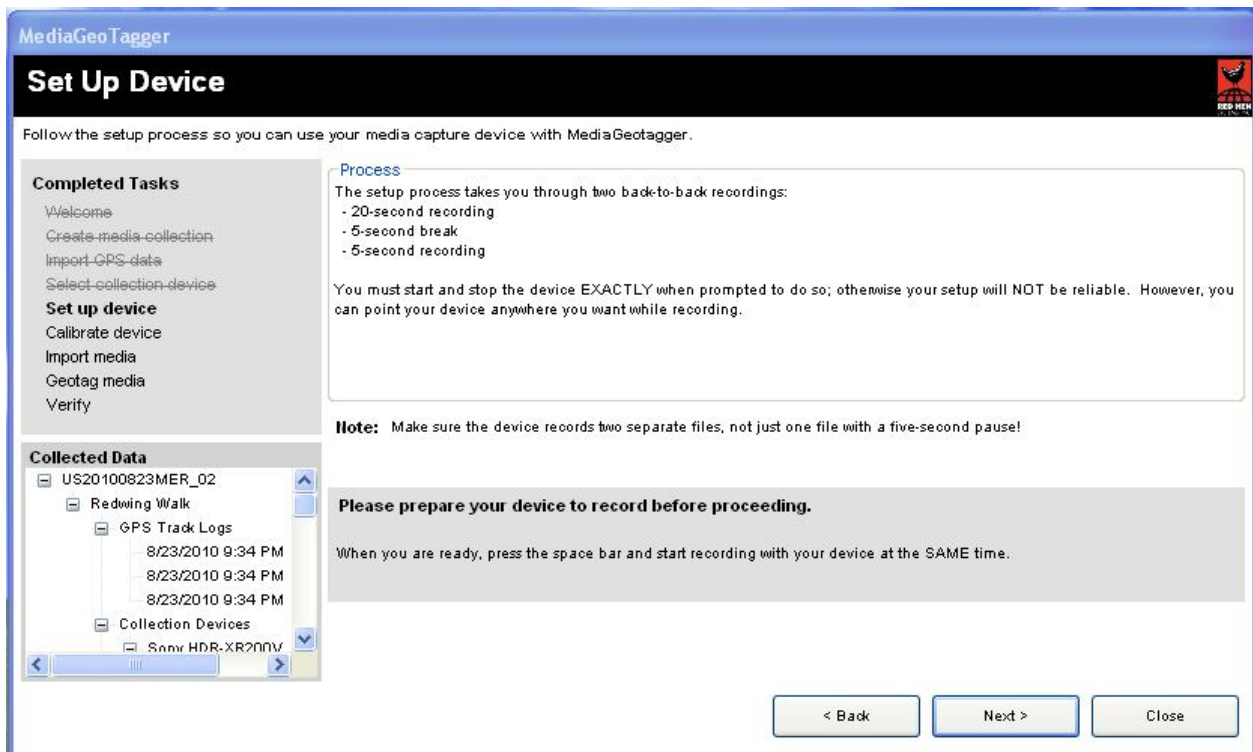 MediaGeoTagger
Set Up Device
RED HEN
Follow the setup process so you can use your media capture device with MediaGeotagger.
Completed Tasks
Welcome
Create media collection
Import GPS data
Select collection device
Set up device
Calibrate device
Import media
Geotag media
Verify
Collected Data
US20100823MER_02
Redwing Walk
GPS Track Logs
8/23/2010 9:34 PM
8/23/2010 9:34 PM
8/23/2010 9:34 PM
Collection Devices
Sony HDR-XR200V
Process
The setup process takes you through two back-to-back recordings:
- 20-second recording
- 5-second break
- 5-second recording
You must start and stop the device EXACTLY when prompted to do so; otherwise your setup will NOT be reliable. However, you
can point your device anywhere you want while recording.
Note: Make sure the device records two separate files, not just one file with a five-second pause!
Please prepare your device to record before proceeding.
When you are ready, press the space bar and start recording with your device at the SAME time.
< Back
Next >
Close